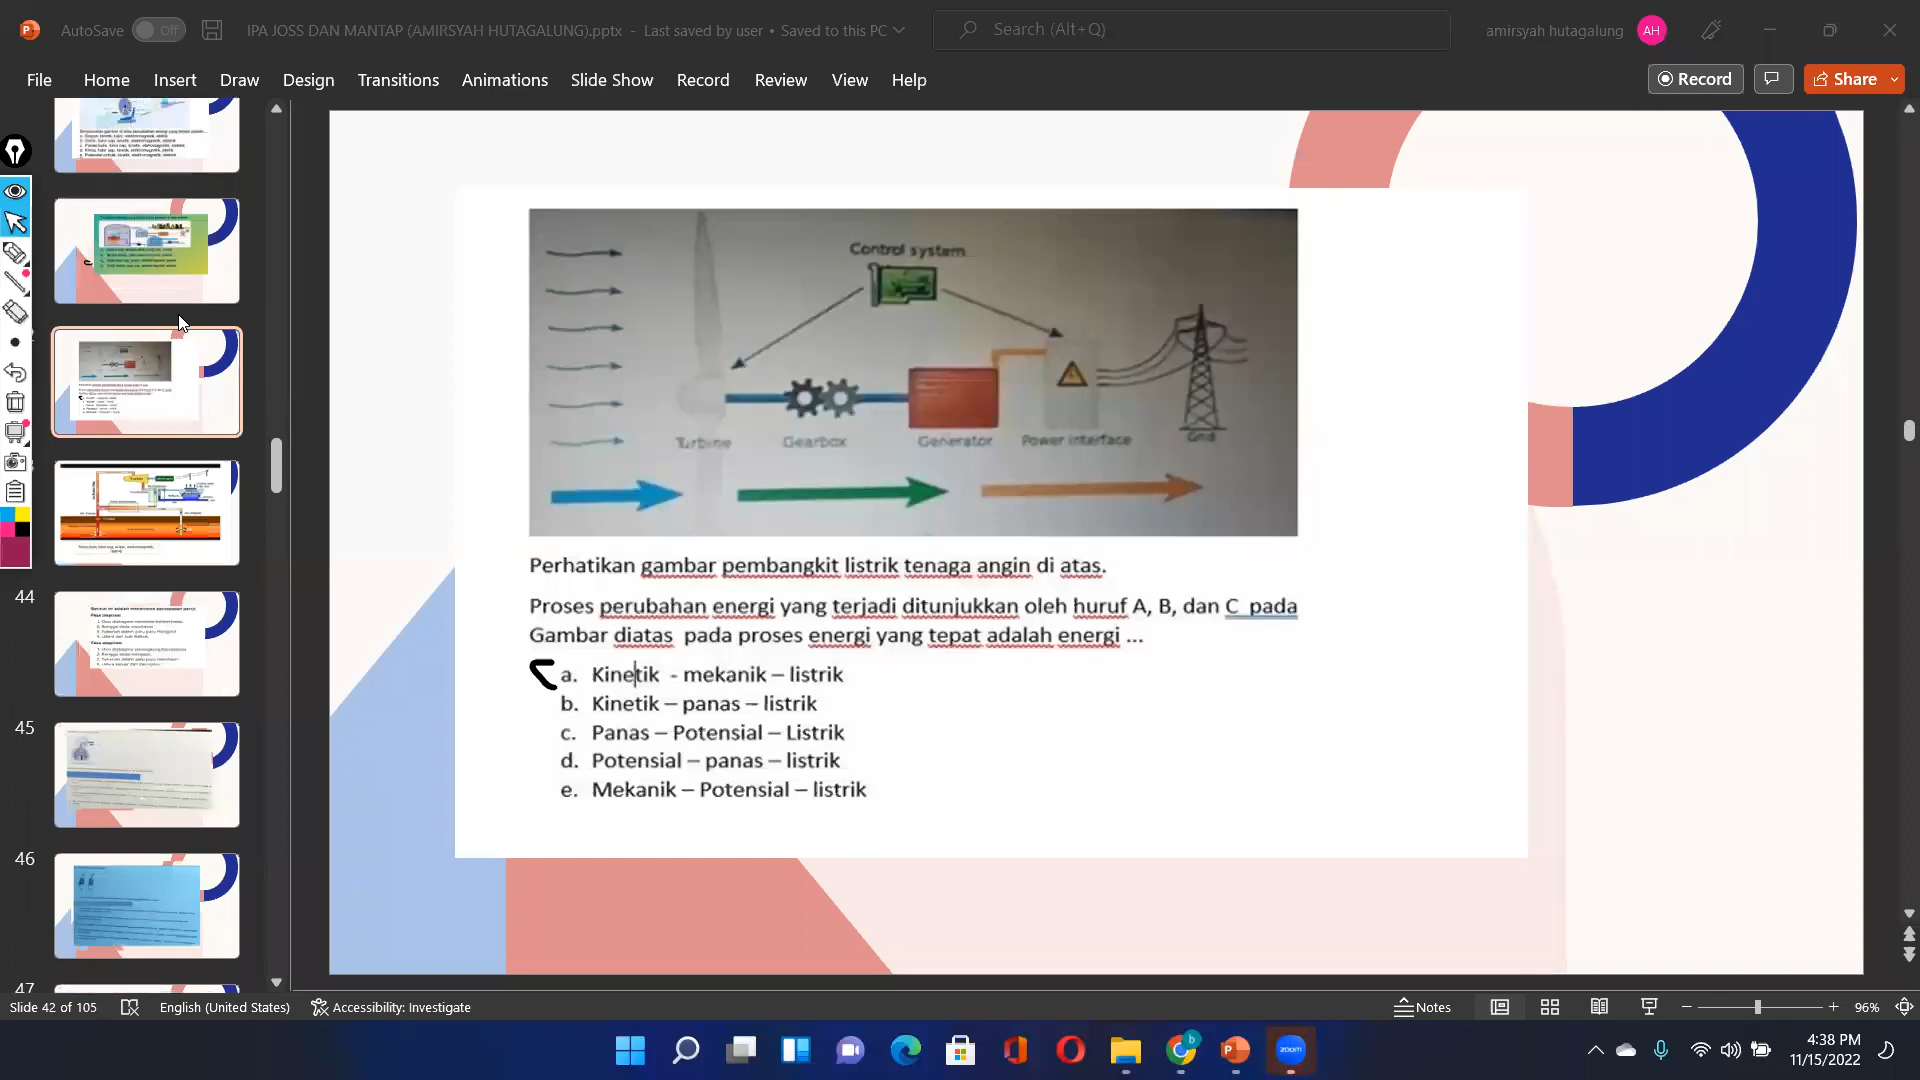 AutoSave
Off
IPA JOSS DAN MANTAP (AMIRSYAH HUTAGALUNG).pptx - Last saved by user • Saved to this PC
Search (Alt+Q)
amirsyah hutagalung
AH
File Home Insert Draw Design Transitions Animations Slide Show Record Review View Help
Record
Share
Control system
Turbine
Gearbox
Generator
Power interface
Grid
Perhatikan gambar pembangkit listrik tenaga angin di atas.
Proses perubahan energi yang terjadi ditunjukkan oleh huruf A, B, dan C pada
Gambar diatas pada proses energi yang tepat adalah energi ...
a. Kinetik - mekanik – listrik
b. Kinetik – panas – listrik
c. Panas – Potensial – Listrik
d. Potensial – panas – listrik
e. Mekanik – Potensial – listrik
44
45
46
47
Slide 42 of 105
English (United States)
Accessibility: Investigate
Notes
96%
zoom
4:38 PM
11/15/2022